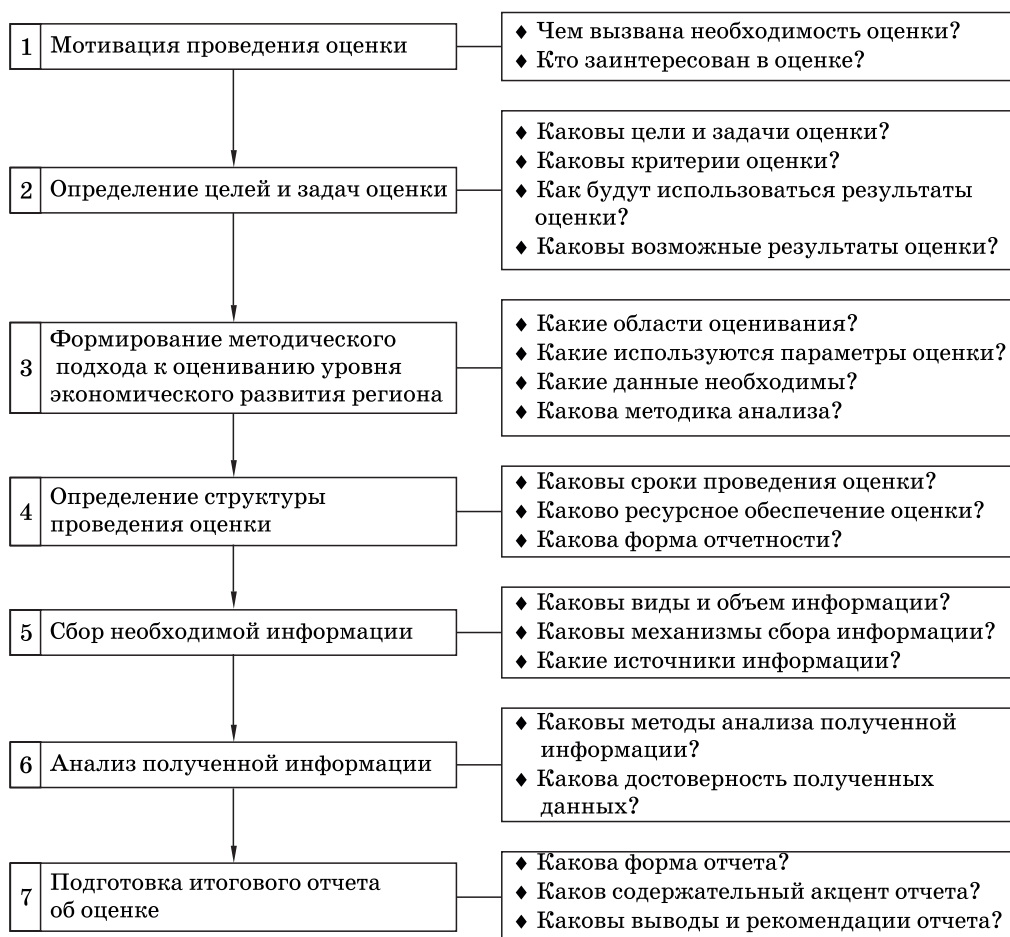 1 Мотивация проведения оценки
♦ Чем вызвана необходимость оценки?
♦ Кто заинтересован в оценке?
2 Определение целей и задач оценки
♦ Каковы цели и задачи оценки?
♦ Каковы критерии оценки?
♦ Как будут использоваться результаты
оценки?
♦ Каковы возможные результаты оценки?
3 Формирование методического
подхода к оцениванию уровня
экономического развития региона
♦ Какие области оценивания?
♦ Какие используются параметры оценки?
♦ Какие данные необходимы?
♦ Какова методика анализа?
4 Определение структуры
проведения оценки
♦ Каковы сроки проведения оценки?
♦ Каково ресурсное обеспечение оценки?
♦ Какова форма отчетности?
5 Сбор необходимой информации
♦ Каковы виды и объем информации?
♦ Каковы механизмы сбора информации?
♦ Какие источники информации?
6 Анализ полученной информации
♦ Каковы методы анализа полученной
информации?
♦ Какова достоверность полученных
данных?
7 Подготовка итогового отчета
об оценке
♦ Какова форма отчета?
♦ Каков содержательный акцент отчета?
♦ Каковы выводы и рекомендации отчета?